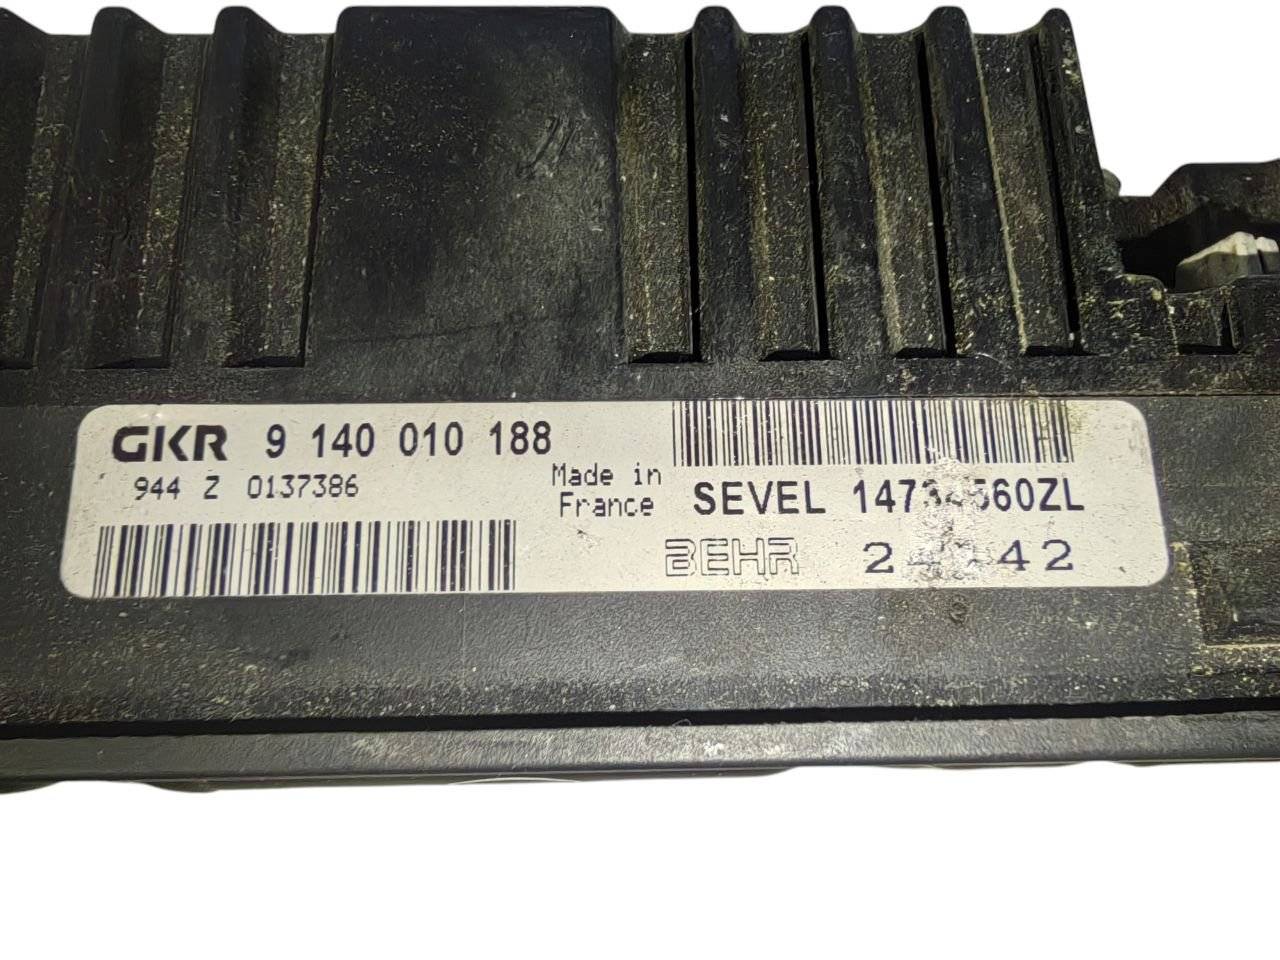 GKR 9 140 010 188
944 Z 0137386
Made in
France
SEVEL
BEHR